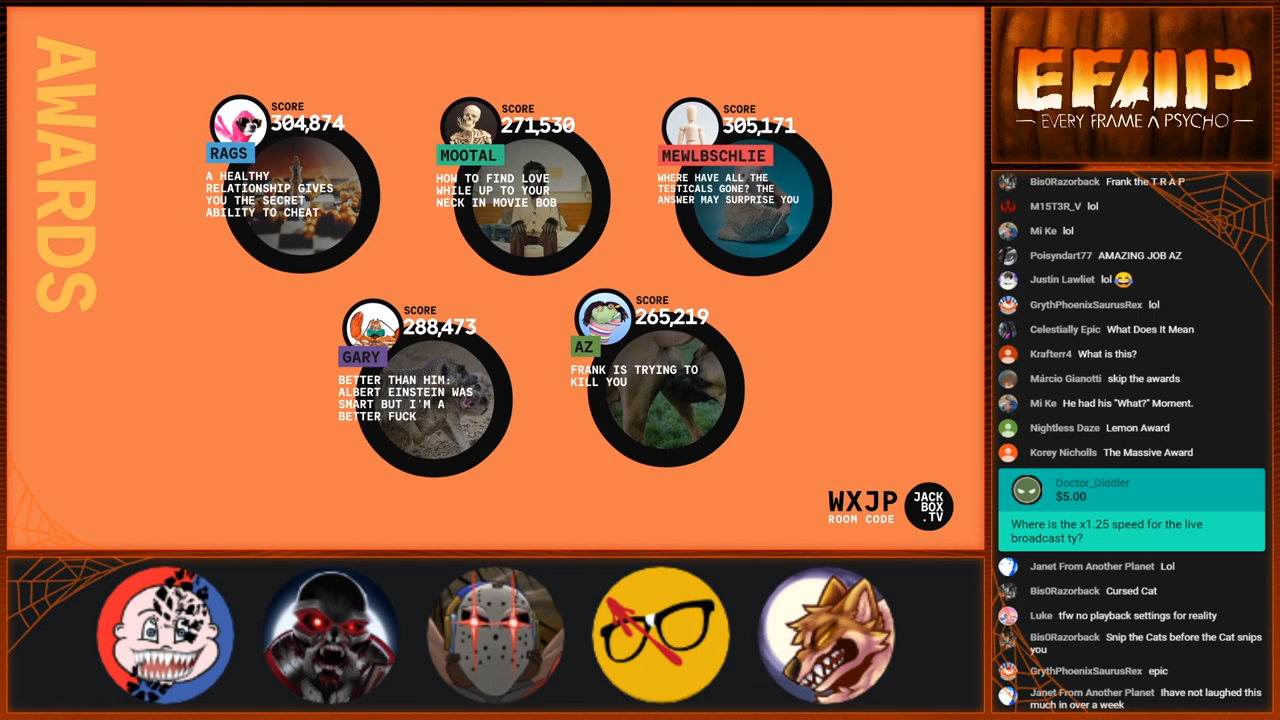 AWARDS
SCORE
304,874
RAGS
A HEALTHY
RELATIONSHIP GIVES
YOU THE SECRET
ABILITY TO CHEAT
SCORE
271,530
MOOTAL
HOW TO FIND LOVE
WHILE UP TO YOUR
NECK IN MOVIE BOB
SCORE
305,171
MEWLBSCHLIE
WHERE HAVE ALL THE
TESTICALS GONE? THE
ANSWER MAY SURPRISE YOU
SCORE
288,473
GARY
BETTER THAN HIM:
ALBERT EINSTEIN WAS
SMART BUT I'M A
BETTER FUCK
SCORE
265,219
AZ
FRANK IS TRYING TO
KILL YOU
WXJP
ROOM CODE
JACK
BOX
.TV
EFAP
EVERY FRAME A PSYCHO
Bis0Razorback Frank the T R A P
M15T3R_V lol
Mi Ke lol
Poisyndart77 AMAZING JOB AZ
Justin Lawliet lol😂
GrythPhoenixSaurusRex lol
Celestially Epic What Does It Mean
Krafterr4 What is this?
Márcio Gianotti skip the awards
Mi Ke He had his "What?" Moment.
Nightless Daze Lemon Award
Korey Nicholls The Massive Award
Doctor_Diddler
$5.00
Where is the x1.25 speed for the live
broadcast ty?
Janet From Another Planet Lol
Bis0Razorback Cursed Cat
Luke tfw no playback settings for reality
Bis0Razorback Snip the Cats before the Cat snips
you
GrythPhoenixSaurusRex epic
Janet From Another Planet Ihave not laughed this
much in over a week